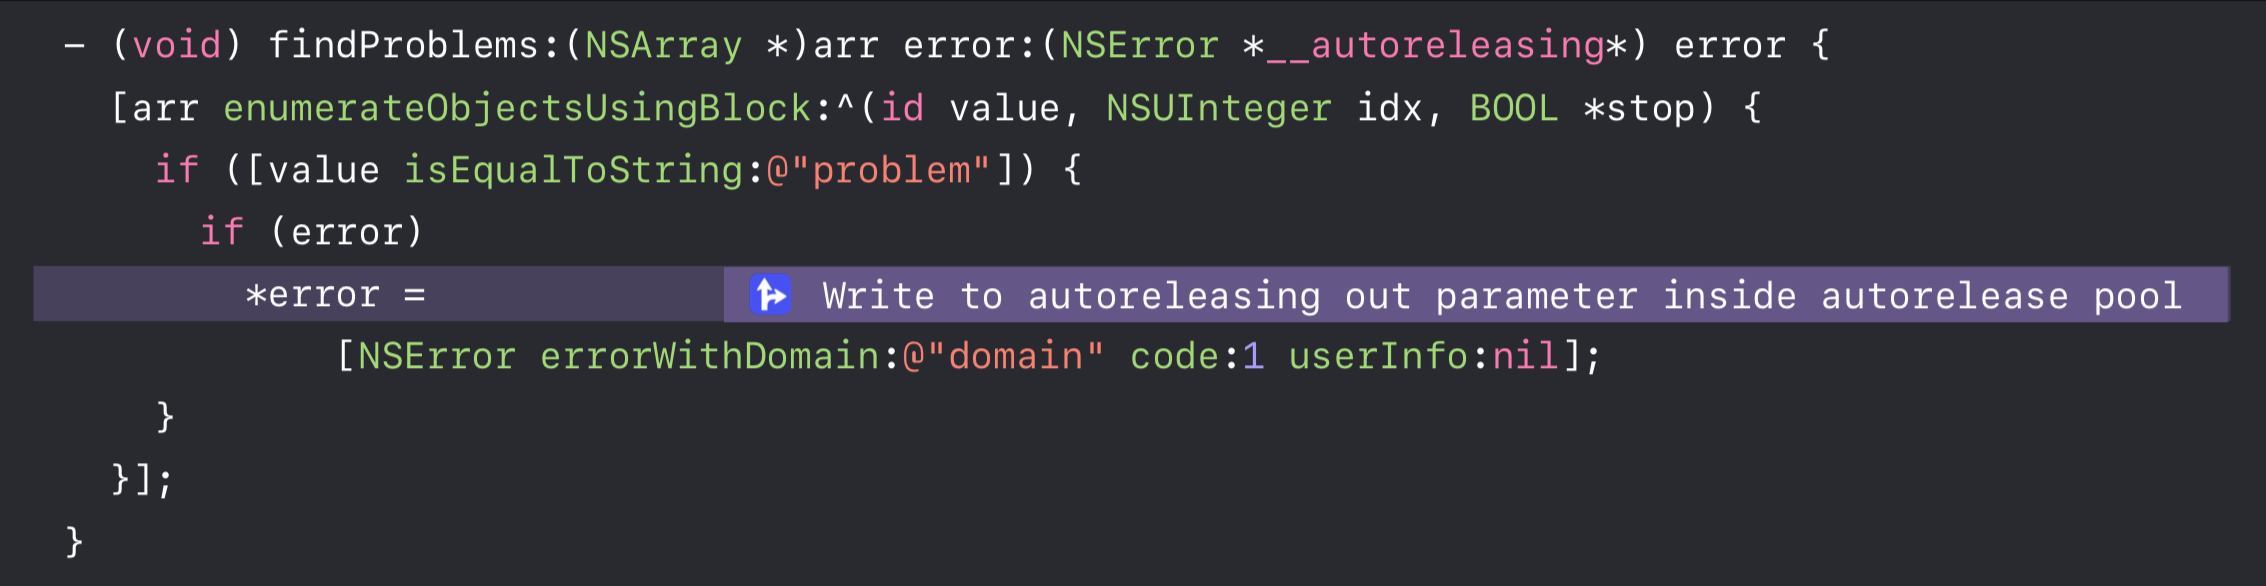 - (void) findProblems:(NSArray *)arr error:(NSError *__autoreleasing*) error {
  [arr enumerateObjectsUsingBlock:^(id value, NSUInteger idx, BOOL *stop) {
    if ([value isEqualToString:@"problem"]) {
      if (error)
        *error = Write to autoreleasing out parameter inside autorelease pool
            [NSError errorWithDomain:@"domain" code:1 userInfo:nil];
    }
  }];
}